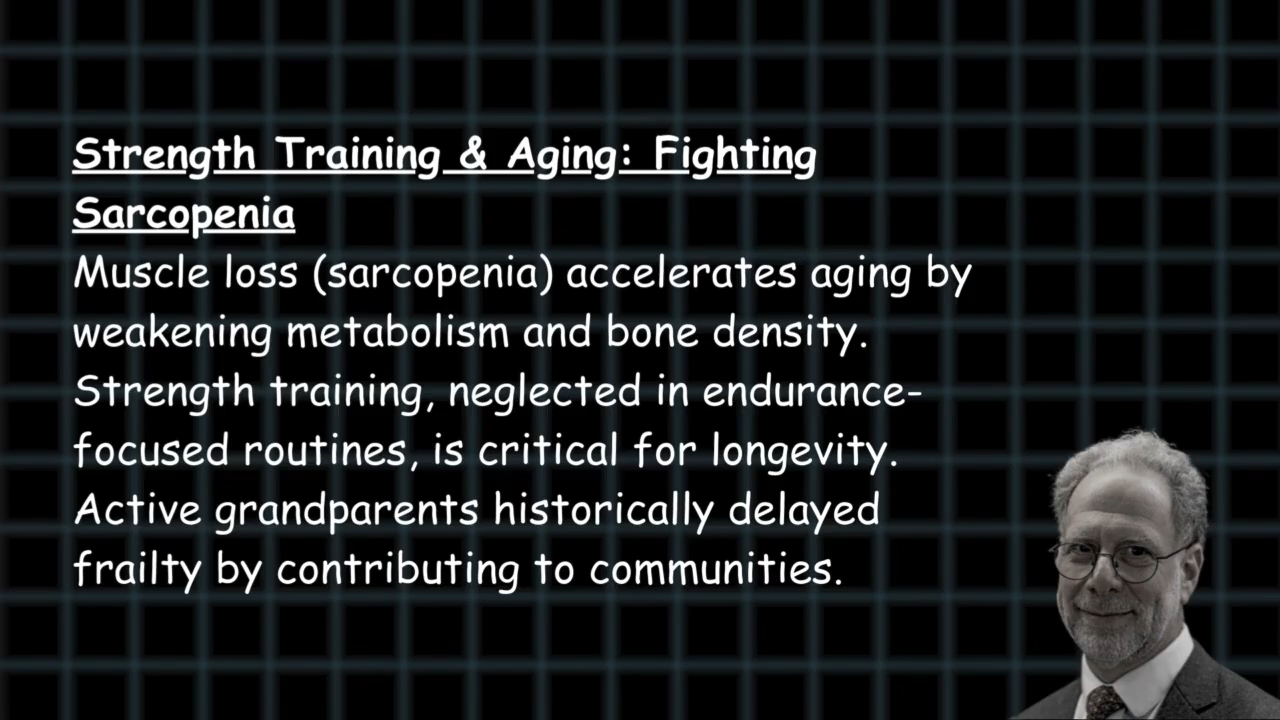 Strength Training & Aging: Fighting
Sarcopenia
Muscle loss (sarcopenia) accelerates aging by
weakening metabolism and bone density.
Strength training, neglected in endurance-
focused routines, is critical for longevity.
Active grandparents historically delayed
frailty by contributing to communities.